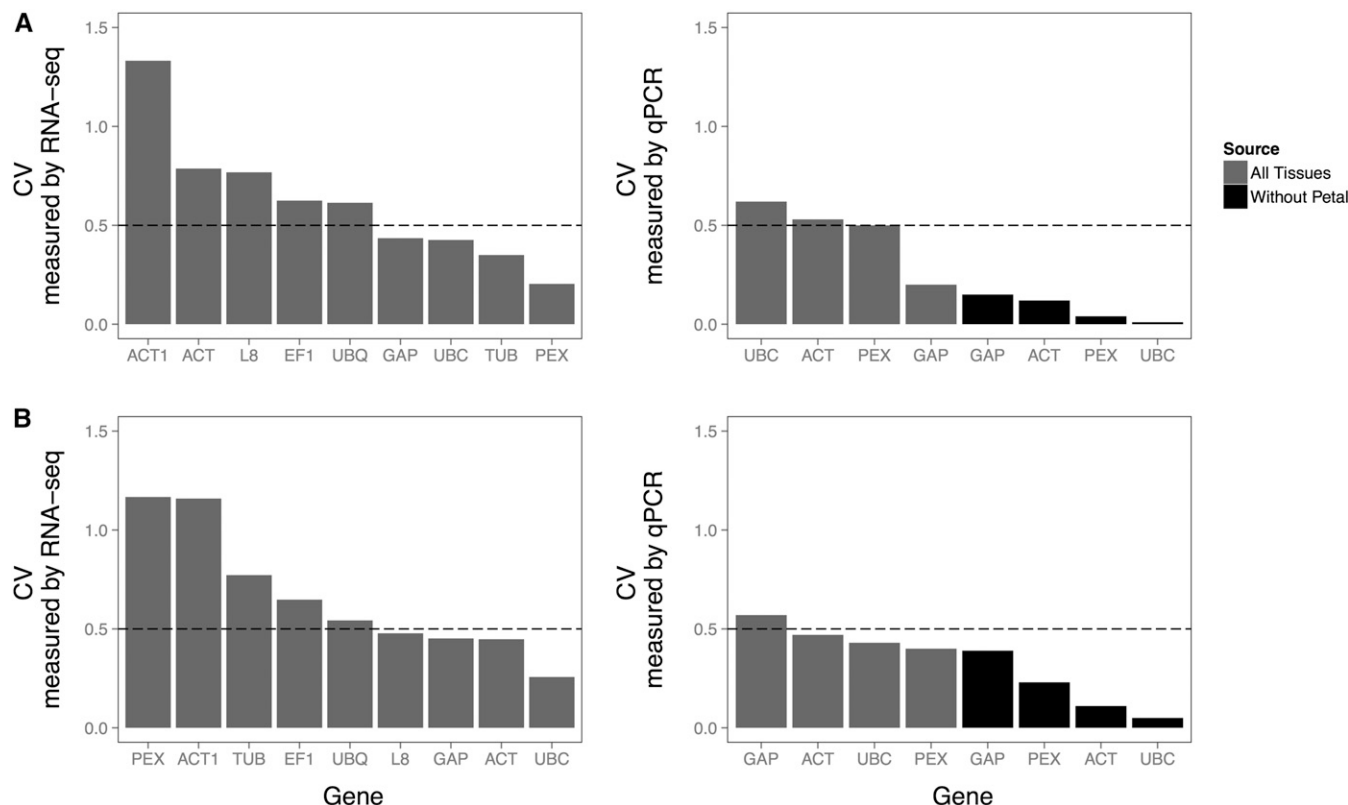 A
CV
measured by RNA-seq
1.5
1.0
0.5
0.0
ACT1 ACT L8 EF1 UBQ GAP UBC TUB PEX
CV
measured by qPCR
1.5
1.0
0.5
0.0
UBC ACT PEX GAP GAP ACT PEX UBC
Source
All Tissues
Without Petal
B
CV
measured by RNA-seq
1.5
1.0
0.5
0.0
PEX ACT1 TUB EF1 UBQ L8 GAP ACT UBC
Gene
CV
measured by qPCR
1.5
1.0
0.5
0.0
GAP ACT UBC PEX GAP PEX ACT UBC
Gene